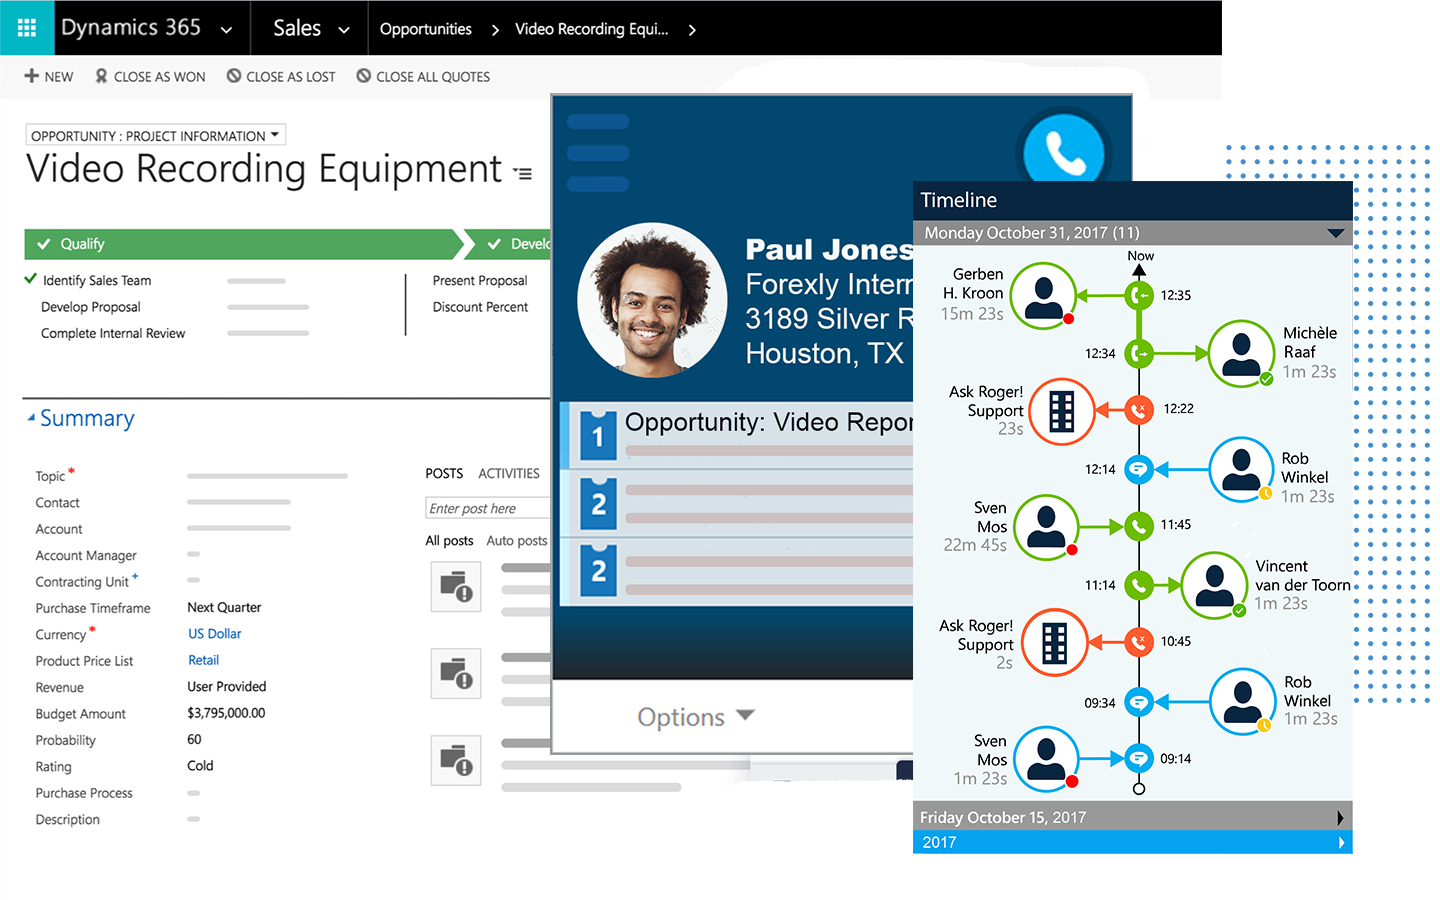 Dynamics 365
Sales
Opportunities
Video Recording Equi...
NEW
CLOSE AS WON
CLOSE AS LOST
CLOSE ALL QUOTES
OPPORTUNITY : PROJECT INFORMATION
Video Recording Equipment
Qualify
Identify Sales Team
Develop Proposal
Complete Internal Review
Develo
Present Proposal
Discount Percent
Summary
Topic *
Contact
Account
Account Manager
Contracting Unit +
Purchase Timeframe Next Quarter
Currency * US Dollar
Product Price List Retail
Revenue User Provided
Budget Amount $3,795,000.00
Probability 60
Rating Cold
Purchase Process
Description
POSTS ACTIVITIES
Enter post here
All posts Auto posts
Paul Jones
Forexly Intern
3189 Silver R
Houston, TX
1 Opportunity: Video Repor
2
2
Options
Timeline
Monday October 31, 2017 (11)
Now
Gerben
H. Kroon
15m 23s
12:35
12:34
Michèle
Raaf
1m 23s
Ask Roger!
Support
23s
12:22
12:14
Rob
Winkel
1m 23s
Sven
Mos
22m 45s
11:45
11:14
Vincent
van der Toorn
1m 23s
Ask Roger!
Support
2s
10:45
09:34
Rob
Winkel
1m 23s
Sven
Mos
1m 23s
09:14
Friday October 15, 2017
2017